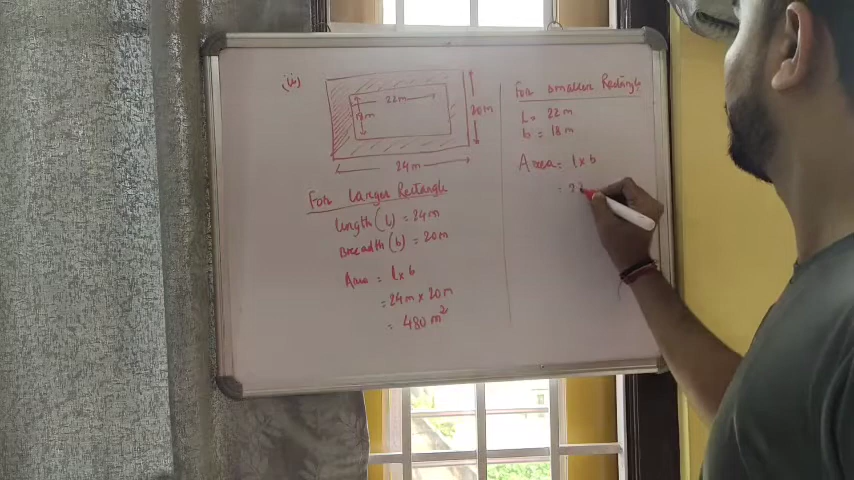 (ii)
22m
20m
24m
For Larger Rectangle
length (l) = 24m
Breadth (b) = 20m
Area = l x b
= 24m x 20m
= 480 m²
For smaller Rectangle
L = 22m
b = 18m
Area = l x b
= 22